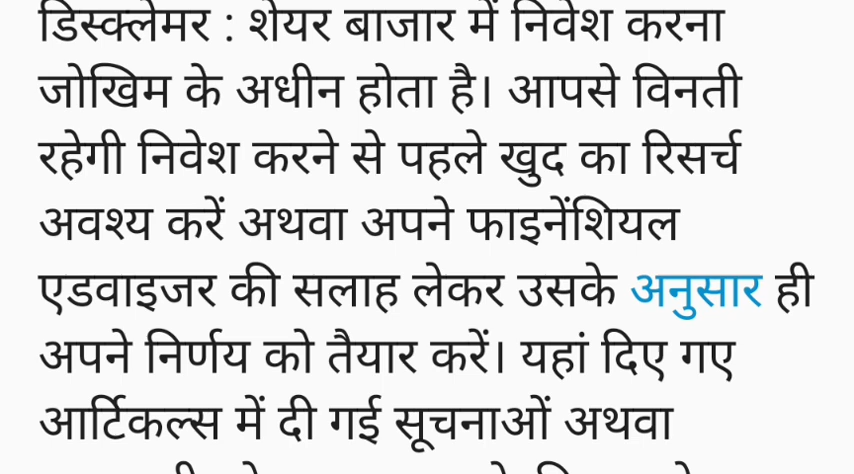 डिस्क्लेमर : शेयर बाजार में निवेश करना
जोखिम के अधीन होता है। आपसे विनती
रहेगी निवेश करने से पहले खुद का रिसर्च
अवश्य करें अथवा अपने फाइनेंशियल
एडवाइजर की सलाह लेकर उसके अनुसार ही
अपने निर्णय को तैयार करें। यहां दिए गए
आर्टिकल्स में दी गई सूचनाओं अथवा